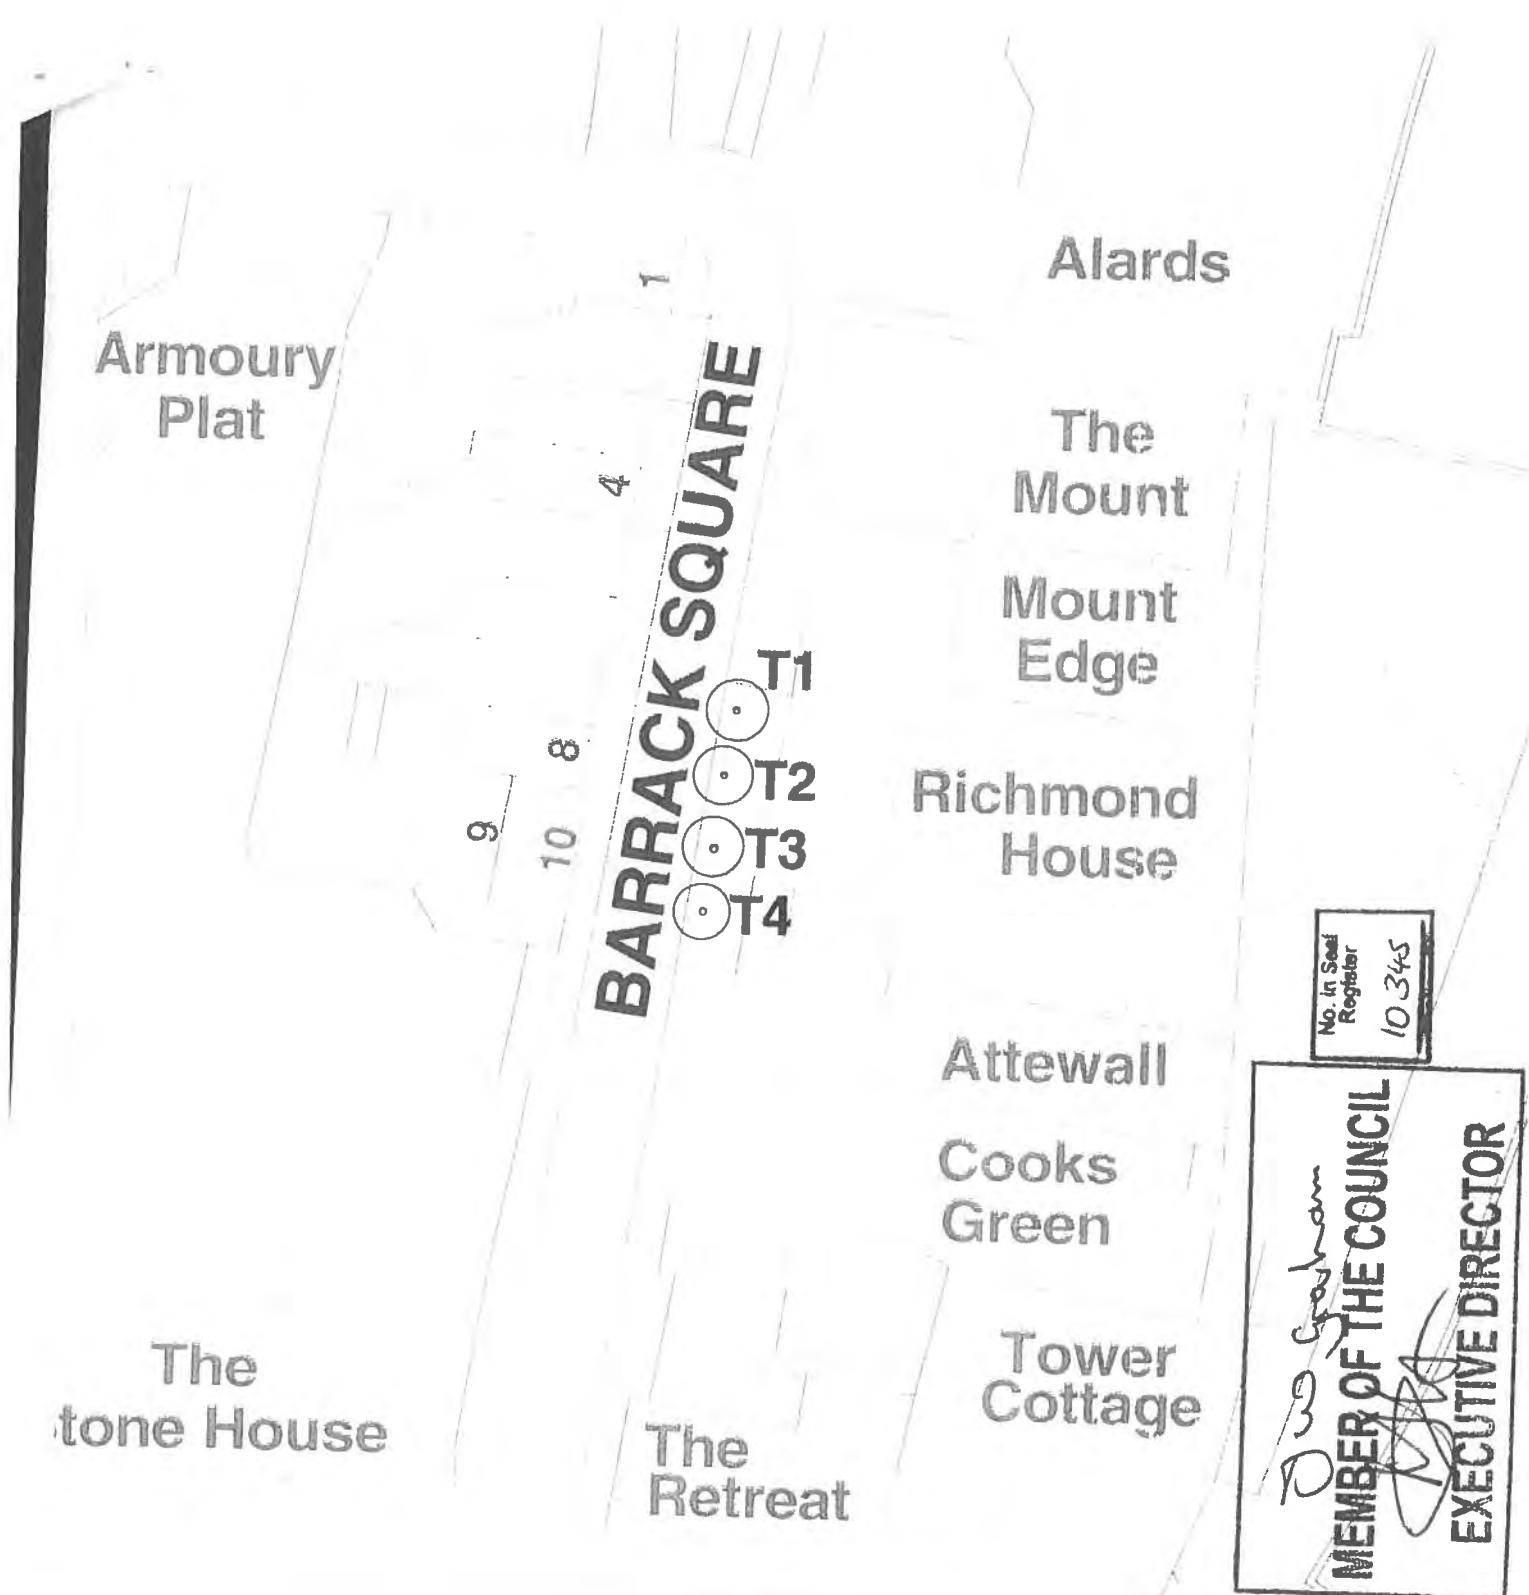 Alards
1
Armoury
Plat
BARRACK SQUARE
The
Mount
4
Mount
Edge
T1
8
T2
Richmond
House
9
10
T3
T4
No. in Seal
Register
10345
Attewall
Cooks
Green
MEMBER OF THE COUNCIL
EXECUTIVE DIRECTOR
The
tone House
Tower
Cottage
The
Retreat